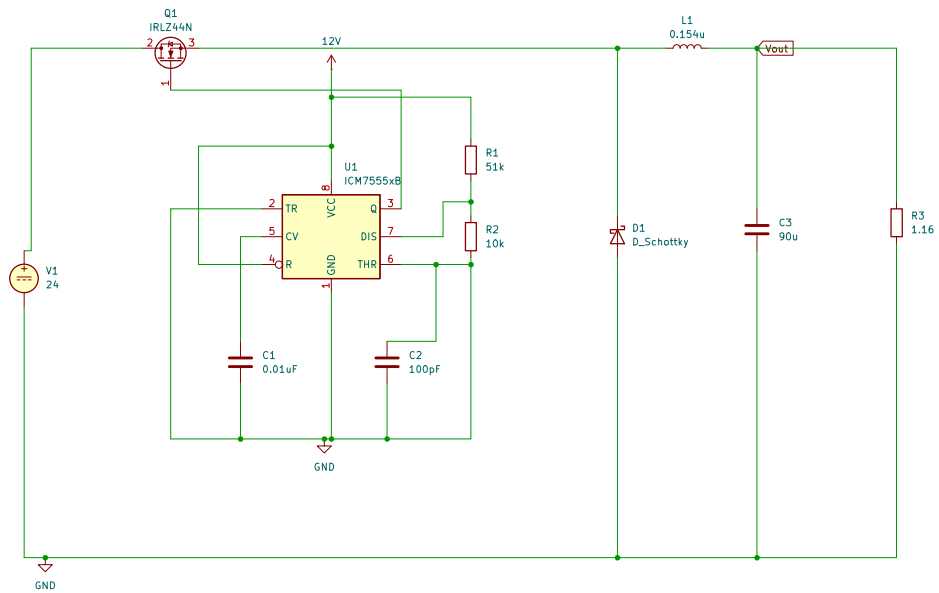 Q1
IRLZ44N
2
3
1
12V
L1
0.154u
Vout
R1
51k
U1
ICM7555xB
8
VCC
2
TR
Q
3
5
CV
DIS
7
4
R
THR
6
GND
1
R2
10k
V1
24
D1
D_Schottky
C3
90u
R3
1.16
C1
0.01uF
C2
100pF
GND
GND